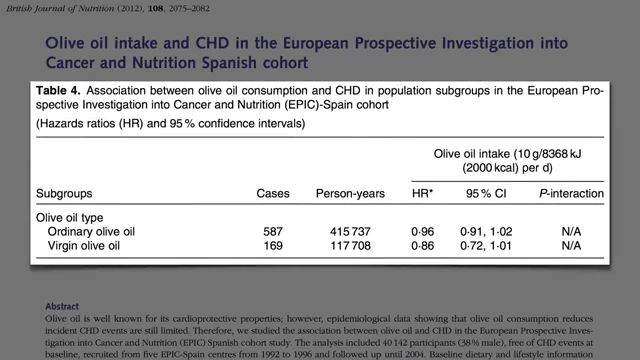 British Journal of Nutrition (2012), 108, 2075–2082
Olive oil intake and CHD in the European Prospective Investigation into
Cancer and Nutrition Spanish cohort
Table 4. Association between olive oil consumption and CHD in population subgroups in the European Pro-
spective Investigation into Cancer and Nutrition (EPIC)-Spain cohort
(Hazards ratios (HR) and 95 % confidence intervals)
Olive oil intake (10 g/8368 kJ
(2000 kcal) per d)
Subgroups Cases Person-years HR* 95 % CI P-interaction
Olive oil type
Ordinary olive oil 587 415 737 0·96 0·91, 1·02 N/A
Virgin olive oil 169 117 708 0·86 0·72, 1·01 N/A
Abstract
Olive oil is well known for its cardioprotective properties; however, epidemiological data showing that olive oil consumption reduces
incident CHD events are still limited. Therefore, we studied the association between olive oil and CHD in the European Prospective Inves-
tigation into Cancer and Nutrition (EPIC) Spanish cohort study. The analysis included 40 142 participants (38 % male), free of CHD events at
baseline, recruited from five EPIC-Spain centres from 1992 to 1996 and followed up until 2004. Baseline dietary and lifestyle information